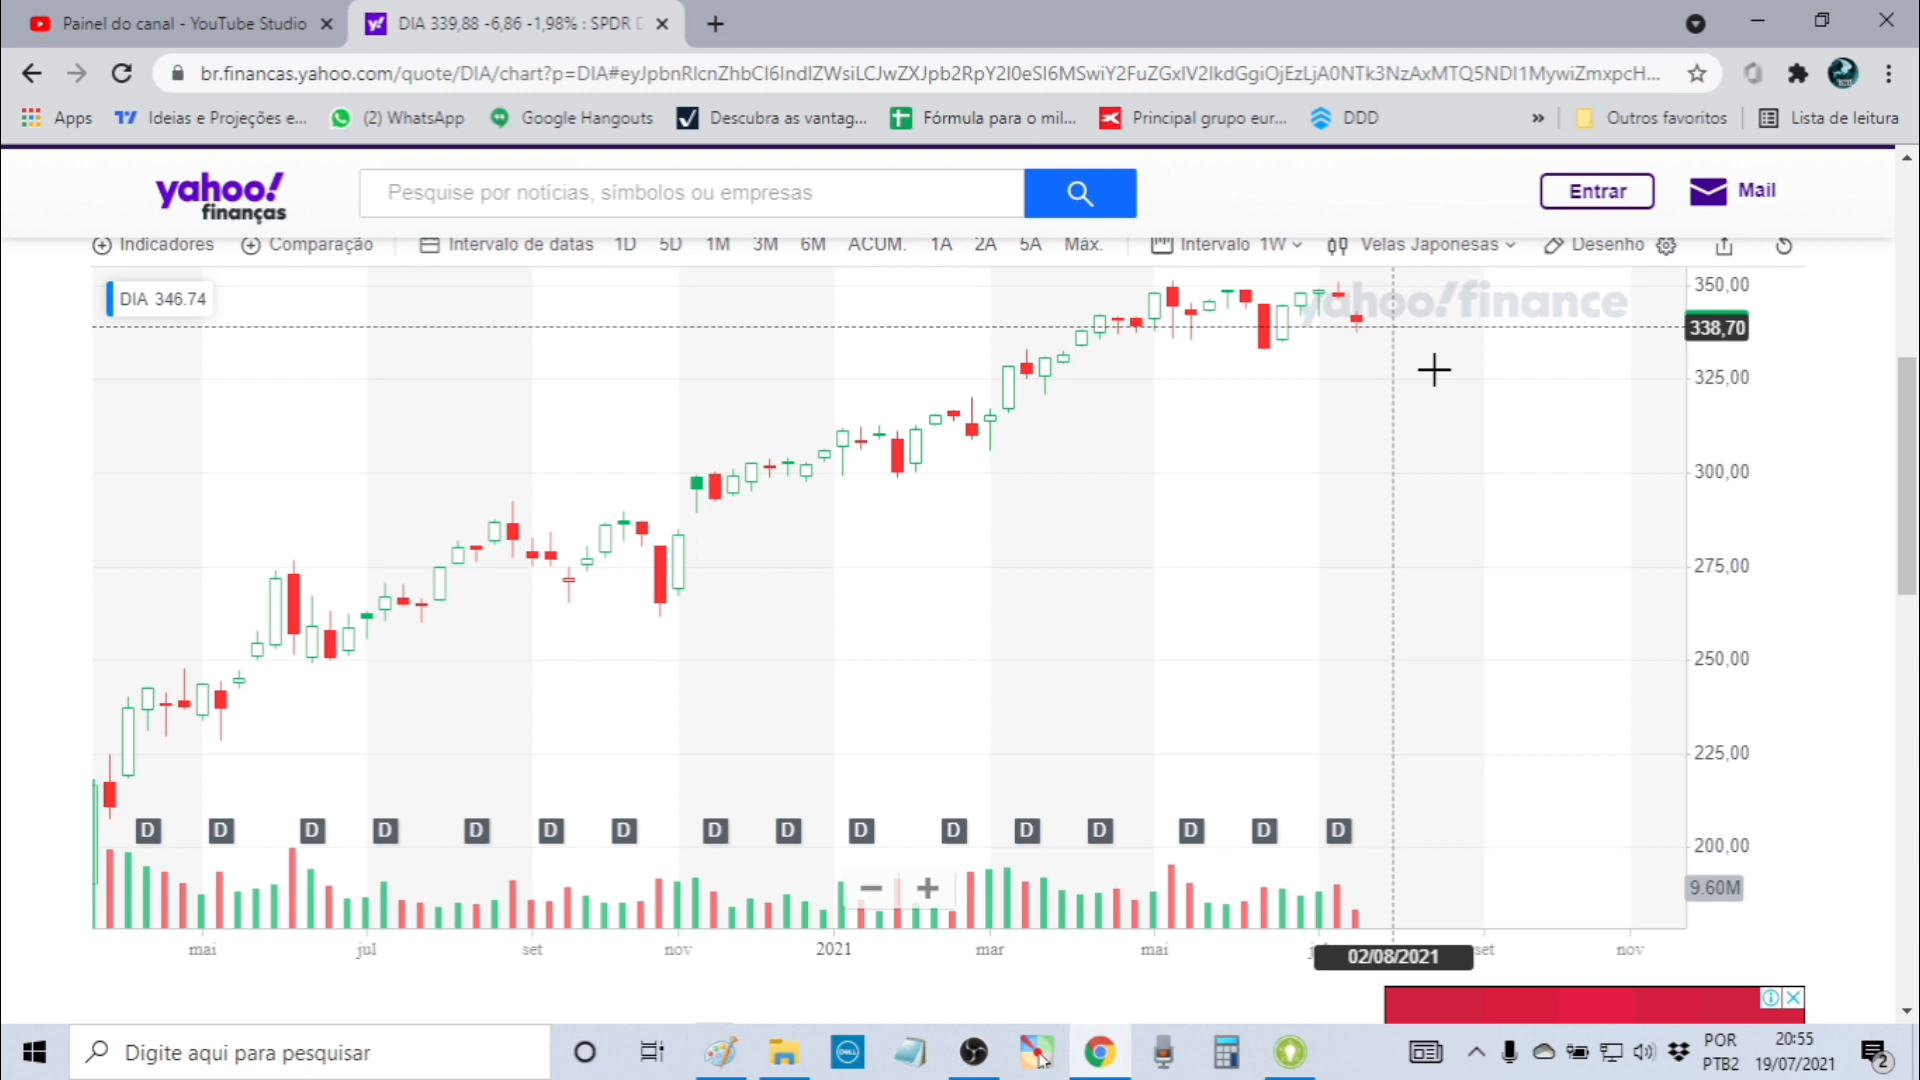 Painel do canal - YouTube Studio
DIA 339,88 -6,86 -1,98% : SPDR D
br.financas.yahoo.com/quote/DIA/chart?p=DIA#eyJpbnRlcnZhbCI6IndlZWsiLCJwZXJpb2RpY2l0eSI6MSwiY2FuZGxlV2lkdGgiOjEzLjA0NTk3NzAxMTQ5NDI1MywiZmxpcH...
Apps
Ideias e Projeções e...
(2) WhatsApp
Google Hangouts
Descubra as vantag...
Fórmula para o mil...
Principal grupo eur...
DDD
»
Outros favoritos
Lista de leitura
yahoo!
finanças
Pesquise por notícias, símbolos ou empresas
Entrar
Mail
Indicadores
Comparação
Intervalo de datas
1D 5D 1M 3M 6M ACUM. 1A 2A 5A Máx.
Intervalo 1W
Velas Japonesas
Desenho
DIA 346.74
yahoo!finance
350,00
338,70
325,00
300,00
275,00
250,00
225,00
200,00
9.60M
D D D D D D D D D D D D D D D D
mai jul set nov 2021 mar mai 02/08/2021 set nov
Digite aqui para pesquisar
DELL
POR
PTB2
20:55
19/07/2021
2